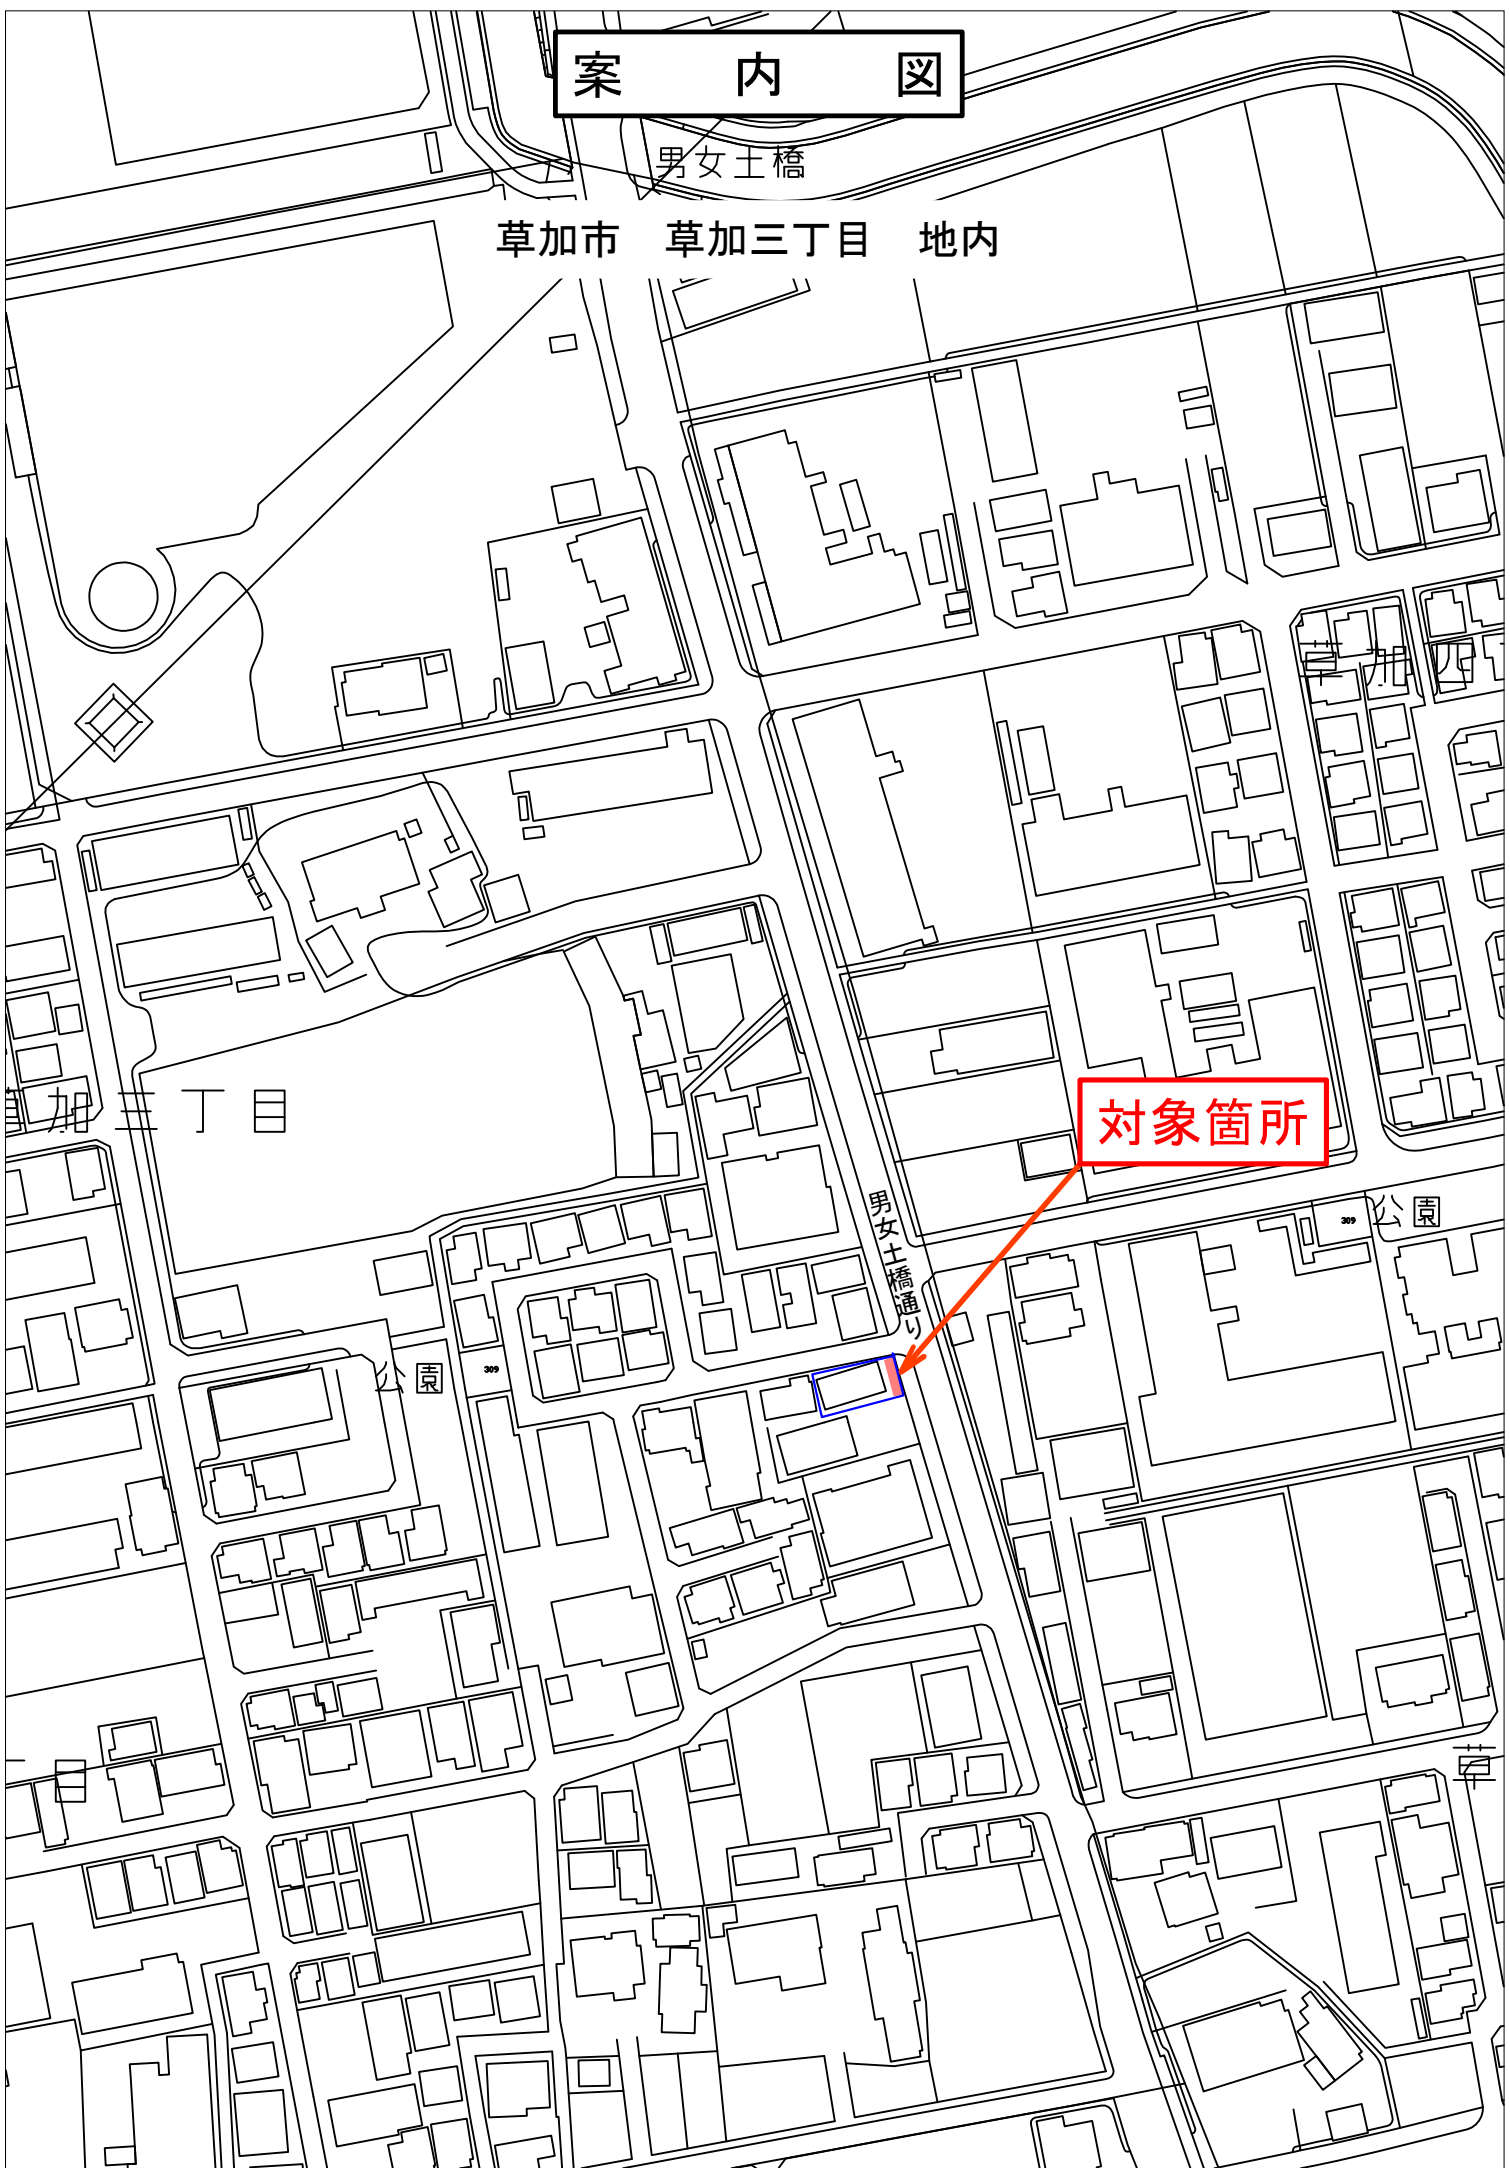 案　内　図
男女土橋
草加市　草加三丁目　地内
草加四
加三丁目
対象箇所
男女土橋通り
309
公園
公園
309
目
草